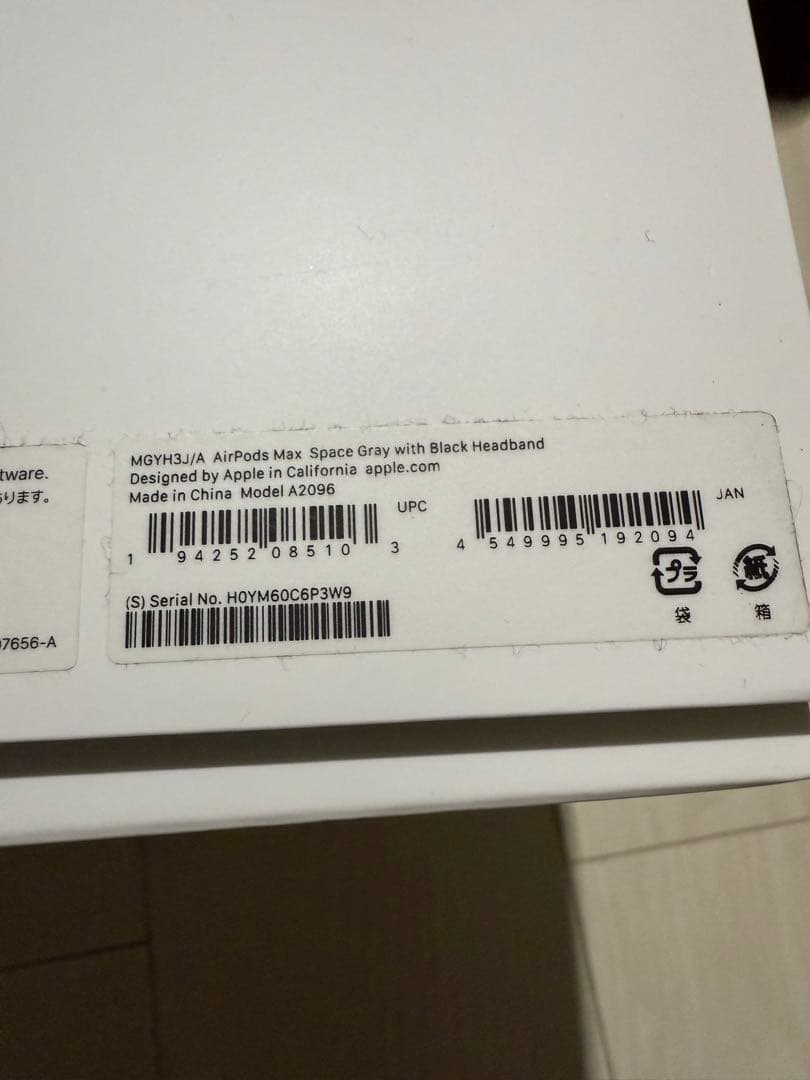 tware.
ります。
07656-A
MGYH3J/A AirPods Max Space Gray with Black Headband
Designed by Apple in California apple.com
Made in China Model A2096
UPC
1 94252 08510 3
JAN
4 549995 192094
(S) Serial No. H0YM60C6P3W9
プラ
袋
紙
箱